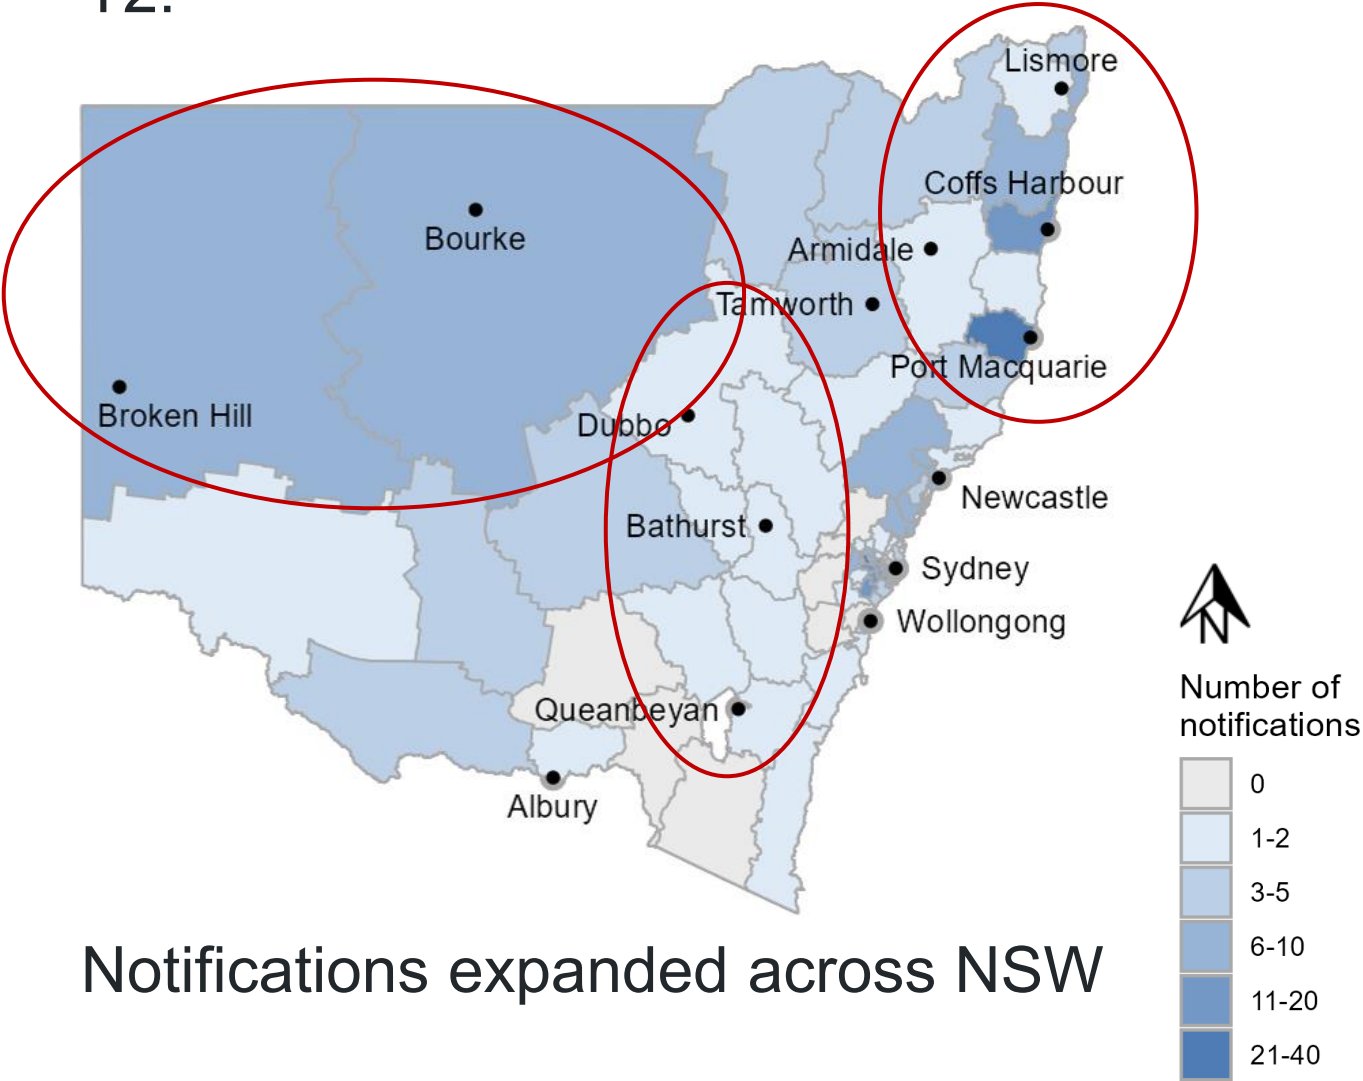 12.
Lismore
Coffs Harbour
Bourke
Armidale
Tamworth
Port Macquarie
Broken Hill
Dubbo
Newcastle
Bathurst
Sydney
Wollongong
N
Number of
notifications
Queanbeyan
0
Albury
1-2
3-5
Notifications expanded across NSW
6-10
11-20
21-40